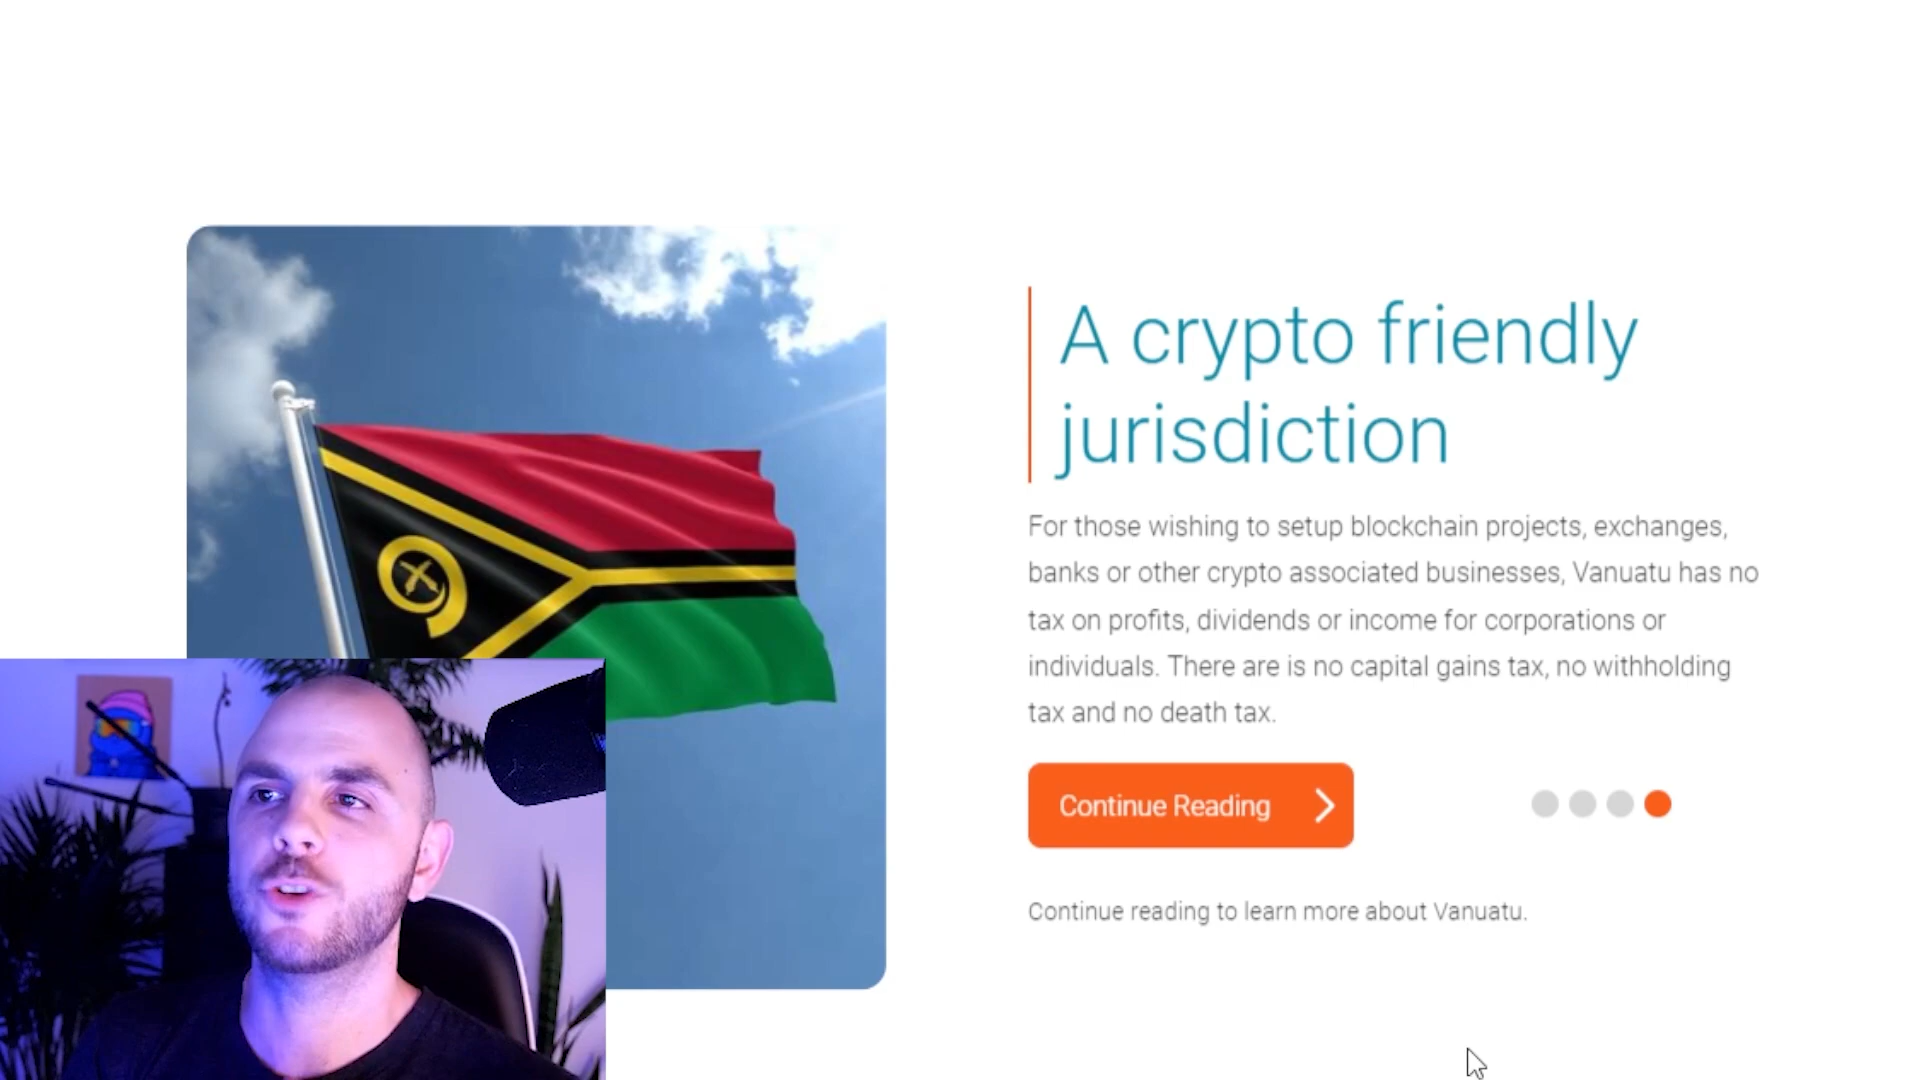 A crypto friendly
jurisdiction
For those wishing to setup blockchain projects, exchanges,
banks or other crypto associated businesses, Vanuatu has no
tax on profits, dividends or income for corporations or
individuals. There are is no capital gains tax, no withholding
tax and no death tax.
Continue Reading
Continue reading to learn more about Vanuatu.